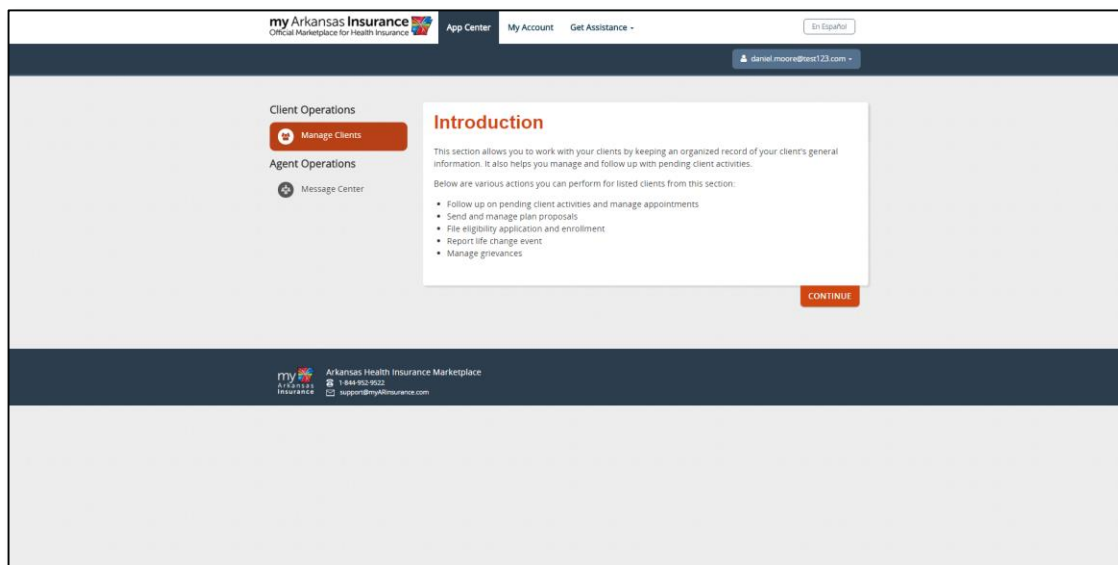 my Arkansas Insurance
Official Marketplace for Health Insurance
App Center
My Account
Get Assistance
En Español
daniel.moore@test123.com
Client Operations
Manage Clients
Agent Operations
Message Center
Introduction
This section allows you to work with your clients by keeping an organized record of your client's general
information. It also helps you manage and follow up with pending client activities.
Below are various actions you can perform for listed clients from this section:
Follow up on pending client activities and manage appointments
Send and manage plan proposals
File eligibility application and enrollment
Report life change event
Manage grievances
CONTINUE
my
Arkansas
Insurance
Arkansas Health Insurance Marketplace
1-844-952-9522
support@myARinsurance.com